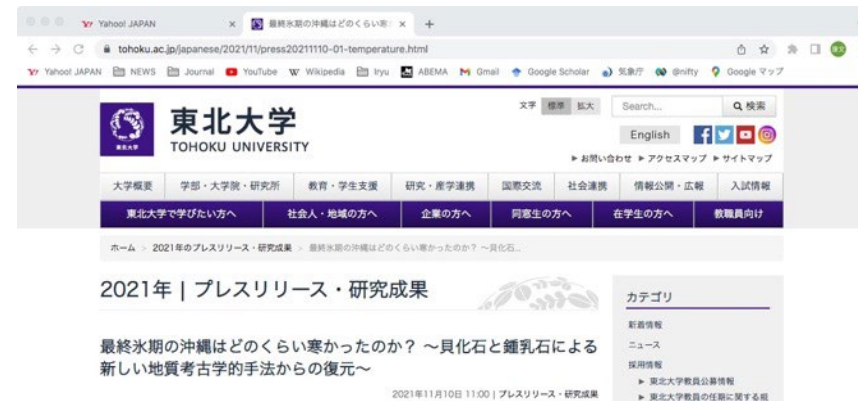 Yahoo! JAPAN
最終氷期の沖縄はどのくらい寒
tohoku.ac.jp/japanese/2021/11/press20211110-01-temperature.html
Yahoo! JAPAN NEWS Journal YouTube Wikipedia Iryu ABEMA Gmail Google Scholar 気象庁 @nifty Google マップ
東北大学
TOHOKU UNIVERSITY
文字 標準 拡大 Search... 検索
English
お問い合わせ アクセスマップ サイトマップ
大学概要 学部・大学院・研究所 教育・学生支援 研究・産学連携 国際交流 社会連携 情報公開・広報 入試情報
東北大学で学びたい方へ 社会人・地域の方へ 企業の方へ 同窓生の方へ 在学生の方へ 教職員向け
ホーム > 2021年のプレスリリース・研究成果 > 最終氷期の沖縄はどのくらい寒かったのか? ～貝化石...
2021年 | プレスリリース・研究成果
カテゴリ
新着情報
ニュース
採用情報
▶ 東北大学教員公募情報
▶ 東北大学教員の任期に関する規
最終氷期の沖縄はどのくらい寒かったのか? ～貝化石と鍾乳石による
新しい地質考古学的手法からの復元～
2021年11月10日 11:00 | プレスリリース・研究成果